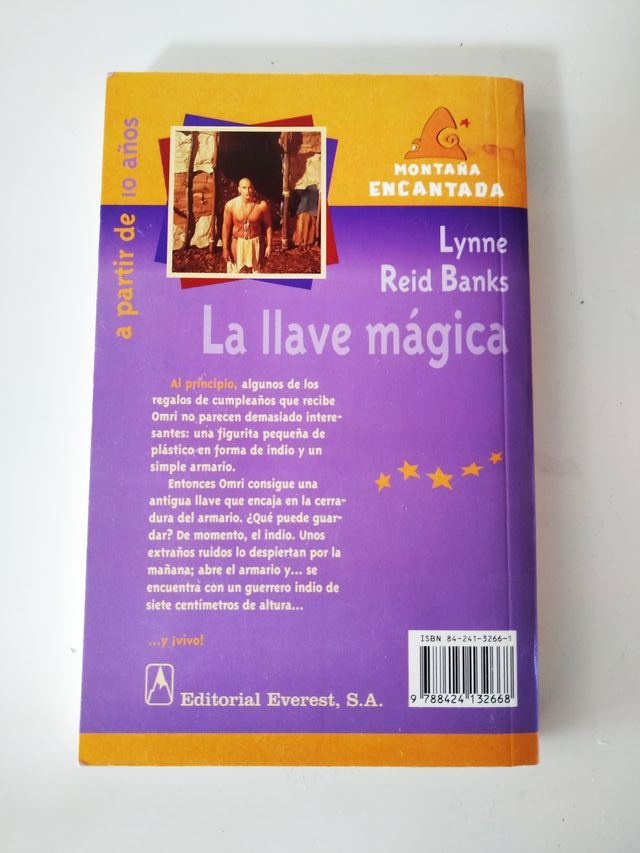 a partir de 10 años
MONTAÑA
ENCANTADA
Lynne
Reid Banks
La llave mágica
Al principio, algunos de los
regalos de cumpleaños que recibe
Omri no parecen demasiado intere-
santes: una figurita pequeña de
plástico en forma de indio y un
simple armario.
Entonces Omri consigue una
antigua llave que encaja en la cerra-
dura del armario. ¿Qué puede guar-
dar? De momento, el indio. Unos
extraños ruidos lo despiertan por la
mañana; abre el armario y... se
encuentra con un guerrero indio de
siete centímetros de altura...
...y ¡vivo!
Editorial Everest, S.A.
ISBN 84-241-3266-1
9 788424 132668